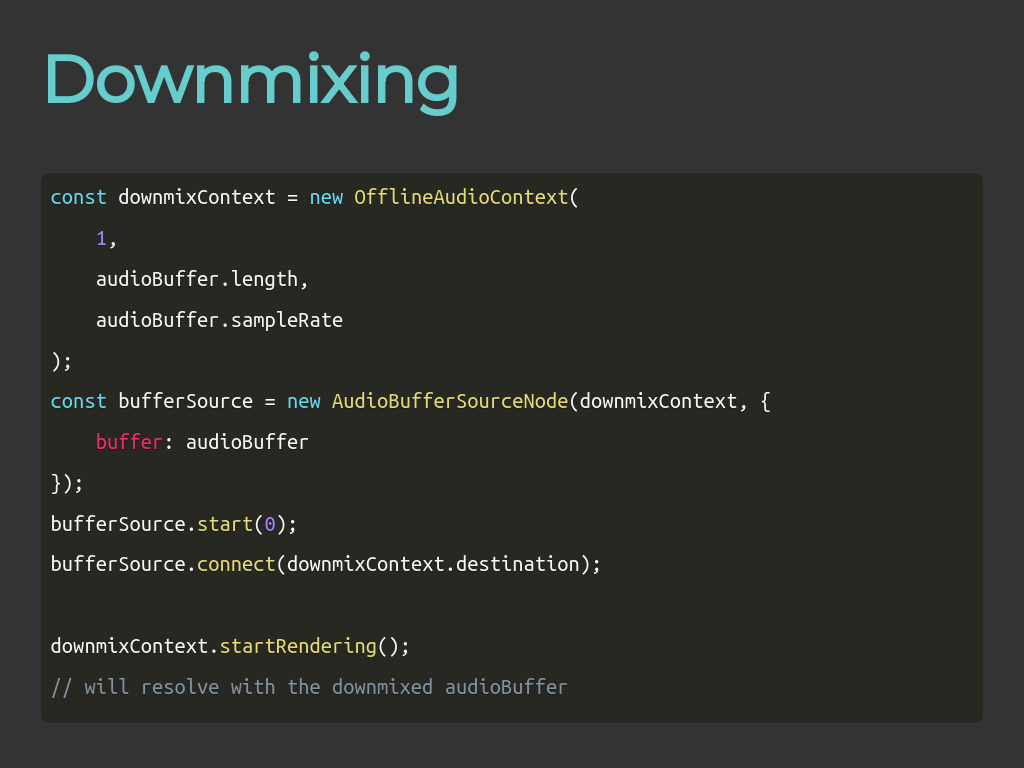 Downmixing
const downmixContext = new OfflineAudioContext(
    1,
    audioBuffer.length,
    audioBuffer.sampleRate
);
const bufferSource = new AudioBufferSourceNode(downmixContext, {
    buffer: audioBuffer
});
bufferSource.start(0);
bufferSource.connect(downmixContext.destination);
downmixContext.startRendering();
// will resolve with the downmixed audioBuffer